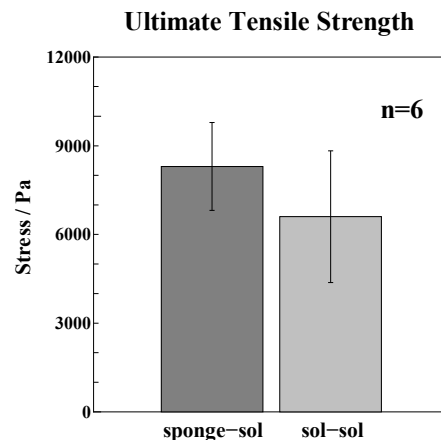 Ultimate Tensile Strength
12000
n=6
9000
Stress / Pa
6000
3000
0
sponge−sol sol−sol